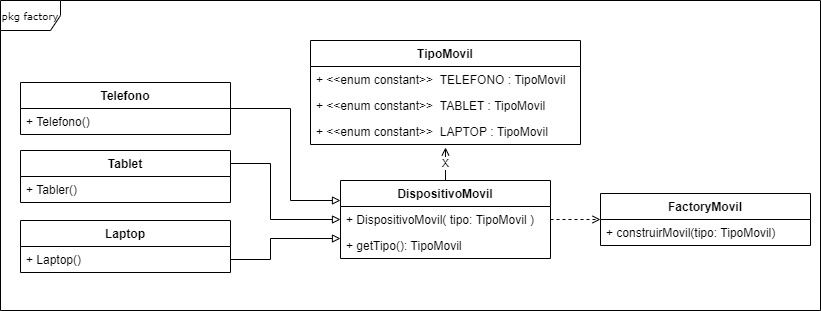 pkg factory
TipoMovil
+ <<enum constant>> TELEFONO : TipoMovil
+ <<enum constant>> TABLET : TipoMovil
+ <<enum constant>> LAPTOP : TipoMovil
Telefono
+ Telefono()
Tablet
+ Tabler()
Laptop
+ Laptop()
X
DispositivoMovil
+ DispositivoMovil( tipo: TipoMovil )
+ getTipo(): TipoMovil
FactoryMovil
+ construirMovil(tipo: TipoMovil)